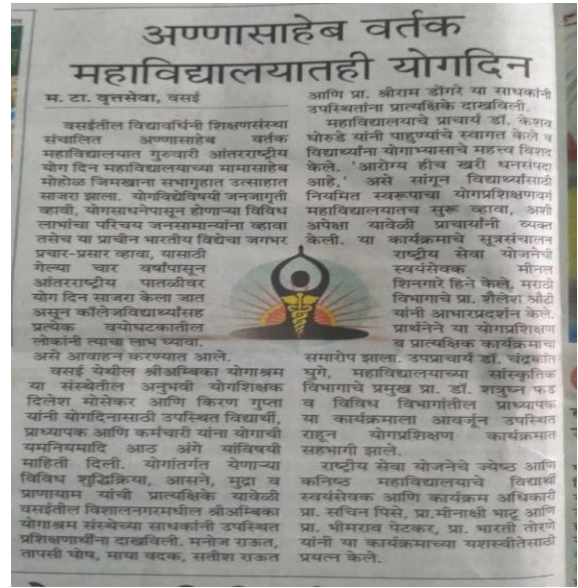 अण्णासाहेब वर्तक
महाविद्यालयातही योगदिन
म. टा. वृत्तसेवा, वसई
वसईतील विद्यावर्धिनी शिक्षणसंस्था
संचालित अण्णासाहेब वर्तक
महाविद्यालयात गुरुवारी आंतरराष्ट्रीय
योग दिन महाविद्यालयाच्या मामासाहेब
मोहोळ जिमखाना सभागृहात उत्साहात
साजरा झाला. योगविद्येविषयी जनजागृती
व्हावी, योगसाधनेपासून होणाऱ्या विविध
लाभांचा परिचय जनसामान्यांना व्हावा
तसेच या प्राचीन भारतीय विद्येचा जगभर
प्रचार-प्रसार व्हावा, यासाठी
गेल्या चार वर्षांपासून
आंतरराष्ट्रीय पातळीवर
योग दिन साजरा केला जात
असून कॉलेजविद्यार्थ्यांसह
प्रत्येक वयोघटकातील
लोकांनी त्याचा लाभ घ्यावा.
असे आवाहन करण्यात आले.
वसई येथील श्रीअम्बिका योगाश्रम
या संस्थेतील अनुभवी योगशिक्षक
दिलेश मोसेकर आणि किरण गुप्ता
यांनी योगदिनासाठी उपस्थित विद्यार्थी,
प्राध्यापक आणि कर्मचारी यांना योगाची
यमनियमादि आठ अंगे यांविषयी
माहिती दिली. योगांतर्गत येणाऱ्या
विविध शुद्धिक्रिया, आसने, मुद्रा व
प्राणायाम यांची प्रात्यक्षिके यावेळी
वसईतील विशालनगरमधील श्रीअम्बिका
योगाश्रम संस्थेच्या साधकांनी उपस्थित
प्रशिक्षणार्थींना दाखविली. मनोज राऊत,
तापसी घोष, माया वदक, सतीश राऊत
आणि प्रा. श्रीराम डोंगरे या साधकांनी
उपस्थितांना प्रात्यक्षिके दाखविली.
महाविद्यालयाचे प्राचार्य डॉ. केशव
घोरुडे यांनी पाहुण्यांचे स्वागत केले व
विद्यार्थ्यांना योगाभ्यासाचे महत्त्व विशद
केले. 'आरोग्य हीच खरी धनसंपदा
आहे,' असे सांगून विद्यार्थ्यांसाठी
नियमित स्वरूपाचा योगप्रशिक्षणवर्ग
महाविद्यालयातच सुरू व्हावा, अशी
अपेक्षा यावेळी प्राचार्यांनी व्यक्त
केली. या कार्यक्रमाचे सूत्रसंचालन
राष्ट्रीय सेवा योजनेची
स्वयंसेवक मीनल
शिनगारे हिने केले. मराठी
विभागाचे प्रा. शैलेश औटी
यांनी आभारप्रदर्शन केले.
प्रार्थनेने या योगप्रशिक्षण
व प्रात्यक्षिक कार्यक्रमाचा
समारोप झाला. उपप्राचार्य डॉ. चंद्रकांत
घुगे, महाविद्यालयाच्या सांस्कृतिक
विभागाचे प्रमुख प्रा. डॉ. शत्रुघ्न फड
व विविध विभागांतील प्राध्यापक
या कार्यक्रमाला आवर्जून उपस्थित
राहून योगप्रशिक्षण कार्यक्रमात
सहभागी झाले.
राष्ट्रीय सेवा योजनेचे ज्येष्ठ आणि
कनिष्ठ महाविद्यालयाचे विद्यार्थी
स्वयंसेवक आणि कार्यक्रम अधिकारी
प्रा. सचिन पिसे, प्रा.मीनाक्षी भाटू आणि
प्रा. भीमराव पेटकर, प्रा. भारती तोरणे
यांनी या कार्यक्रमाच्या यशस्वीतेसाठी
प्रयत्न केले.